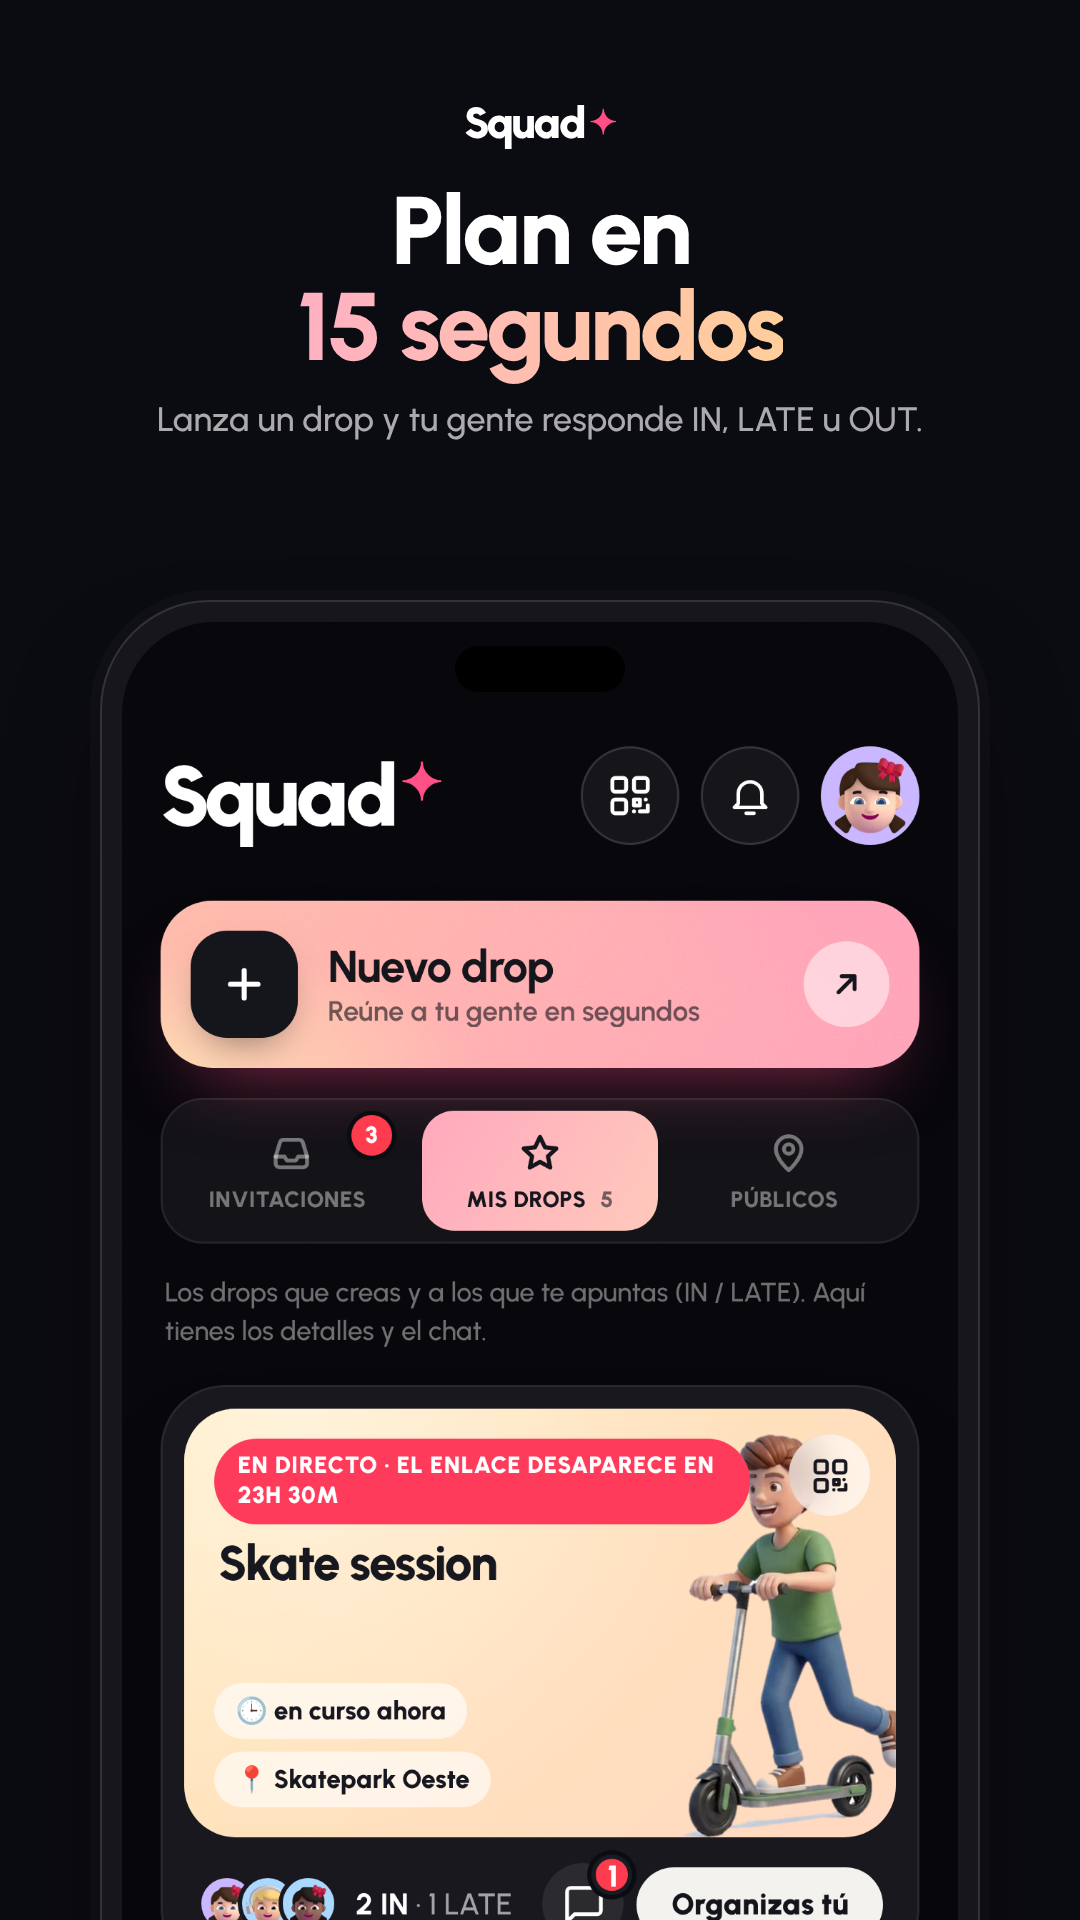 Squad
Plan en
15 segundos
Lanza un drop y tu gente responde IN, LATE u OUT.
Squad
Nuevo drop
Reúne a tu gente en segundos
3
INVITACIONES
MIS DROPS 5
PÚBLICOS
Los drops que creas y a los que te apuntas (IN / LATE). Aquí
tienes los detalles y el chat.
EN DIRECTO · EL ENLACE DESAPARECE EN
23H 30M
Skate session
en curso ahora
Skatepark Oeste
2 IN · 1 LATE
1
Organizas tú